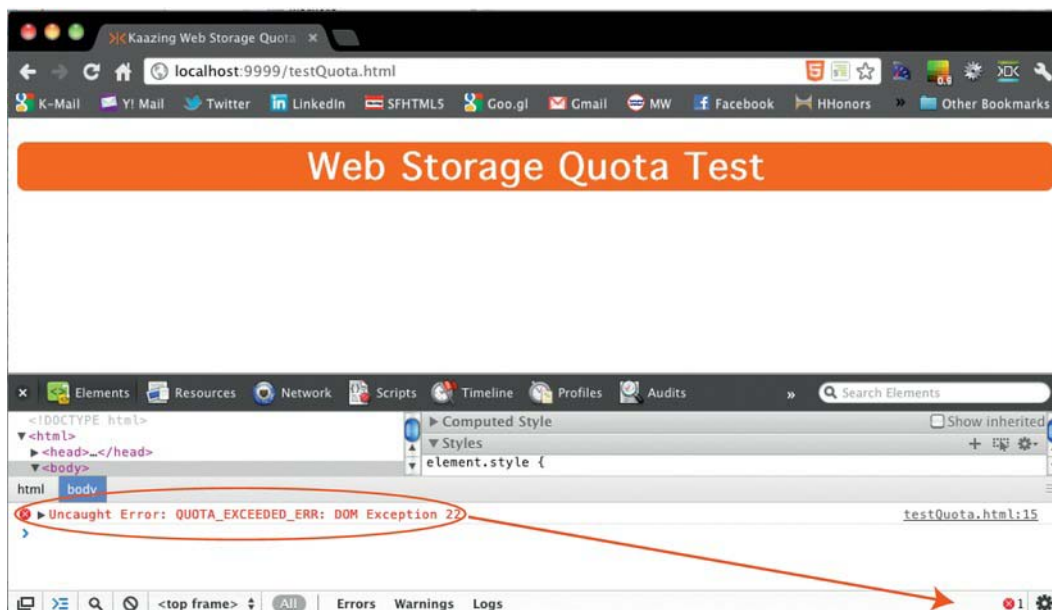 Kaazing Web Storage Quota
localhost:9999/testQuota.html
K-Mail Y! Mail Twitter LinkedIn SFHTML5 Goo.gl Gmail MW Facebook HHonors » Other Bookmarks
Web Storage Quota Test
Elements Resources Network Scripts Timeline Profiles Audits » Search Elements
<!DOCTYPE html>
▼<html>
▶<head>…</head>
▼<body>
▶ Computed Style Show inherited
▼ Styles
element.style {
html body
▶Uncaught Error: QUOTA_EXCEEDED_ERR: DOM Exception 22 testQuota.html:15
>
<top frame> All Errors Warnings Logs 1